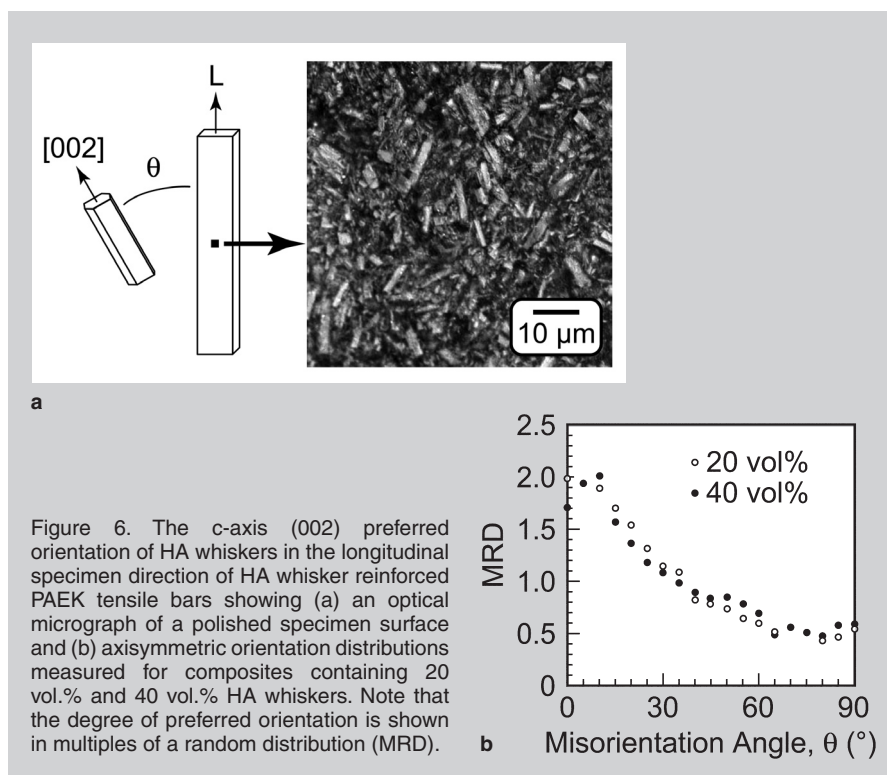 L
[002]
θ
10 μm
a
2.5
2.0
1.5
1.0
0.5
0
MRD
20 vol%
40 vol%
0 30 60 90
Misorientation Angle, θ (°)
b
Figure 6. The c-axis (002) preferred
orientation of HA whiskers in the longitudinal
specimen direction of HA whisker reinforced
PAEK tensile bars showing (a) an optical
micrograph of a polished specimen surface
and (b) axisymmetric orientation distributions
measured for composites containing 20
vol.% and 40 vol.% HA whiskers. Note that
the degree of preferred orientation is shown
in multiples of a random distribution (MRD).